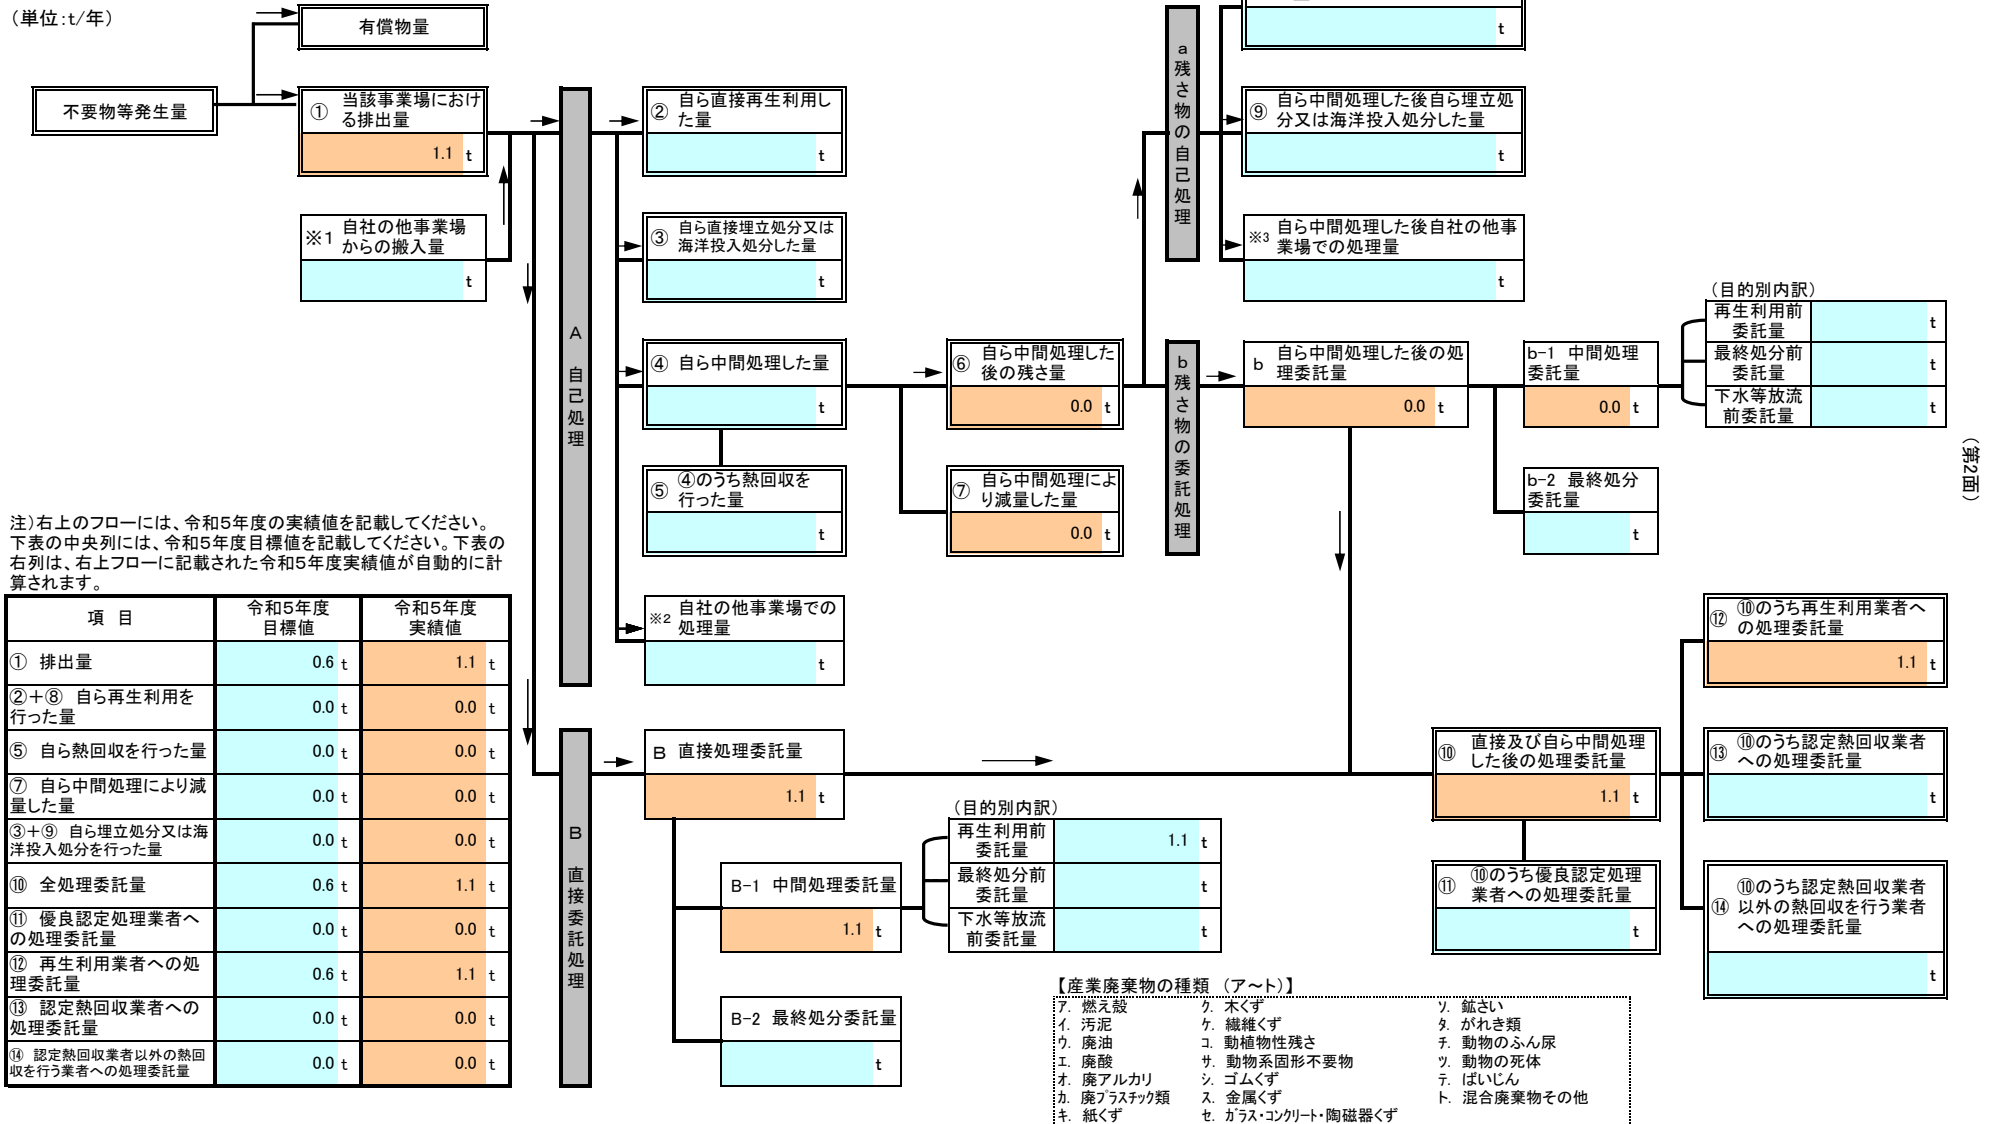 (単位:t/年)
有償物量
不要物等発生量
① 当該事業場におけ
る排出量
1.1 t
※1 自社の他事業場
からの搬入量
t
A 自己処理
② 自ら直接再生利用し
た量
t
③ 自ら直接埋立処分又は
海洋投入処分した量
t
④ 自ら中間処理した量
t
⑤ ④のうち熱回収を
行った量
t
※2 自社の他事業場での
処理量
t
⑥ 自ら中間処理した
後の残さ量
0.0 t
⑦ 自ら中間処理によ
り減量した量
0.0 t
a 残さ物の自己処理
t
⑨ 自ら中間処理した後自ら埋立処
分又は海洋投入処分した量
t
※3 自ら中間処理した後自社の他事
業場での処理量
t
b 残さ物の委託処理
b 自ら中間処理した後の処
理委託量
0.0 t
b-1 中間処理
委託量
0.0 t
(目的別内訳)
再生利用前
委託量
t
最終処分前
委託量
t
下水等放流
前委託量
t
b-2 最終処分
委託量
t
(第2面)
注)右上のフローには、令和5年度の実績値を記載してください。
下表の中央列には、令和5年度目標値を記載してください。下表の
右列は、右上フローに記載された令和5年度実績値が自動的に計
算されます。
項 目
令和5年度
目標値
令和5年度
実績値
① 排出量 0.6 t 1.1 t
②+⑧ 自ら再生利用を
行った量 0.0 t 0.0 t
⑤ 自ら熱回収を行った量 0.0 t 0.0 t
⑦ 自ら中間処理により減
量した量 0.0 t 0.0 t
③+⑨ 自ら埋立処分又は海
洋投入処分を行った量 0.0 t 0.0 t
⑩ 全処理委託量 0.6 t 1.1 t
⑪ 優良認定処理業者へ
の処理委託量 0.0 t 0.0 t
⑫ 再生利用業者への処
理委託量 0.6 t 1.1 t
⑬ 認定熱回収業者への
処理委託量 0.0 t 0.0 t
⑭ 認定熱回収業者以外の熱回
収を行う業者への処理委託量 0.0 t 0.0 t
B 直接委託処理
B 直接処理委託量
1.1 t
B-1 中間処理委託量
1.1 t
(目的別内訳)
再生利用前
委託量
1.1 t
最終処分前
委託量
t
下水等放流
前委託量
t
B-2 最終処分委託量
t
⑩ 直接及び自ら中間処理
した後の処理委託量
1.1 t
⑪ ⑩のうち優良認定処理
業者への処理委託量
t
⑫ ⑩のうち再生利用業者へ
の処理委託量
1.1 t
⑬ ⑩のうち認定熱回収業者
への処理委託量
t
⑭ ⑩のうち認定熱回収業者
以外の熱回収を行う業者
への処理委託量
t
【産業廃棄物の種類 (ア~ト)】
ア. 燃え殻 ク. 木くず ソ. 鉱さい
イ. 汚泥 ケ. 繊維くず タ. がれき類
ウ. 廃油 コ. 動植物性残さ チ. 動物のふん尿
エ. 廃酸 サ. 動物系固形不要物 ツ. 動物の死体
オ. 廃アルカリ シ. ゴムくず テ. ばいじん
カ. 廃プラスチック類 ス. 金属くず ト. 混合廃棄物その他
キ. 紙くず セ. ガラス・コンクリート・陶磁器くず